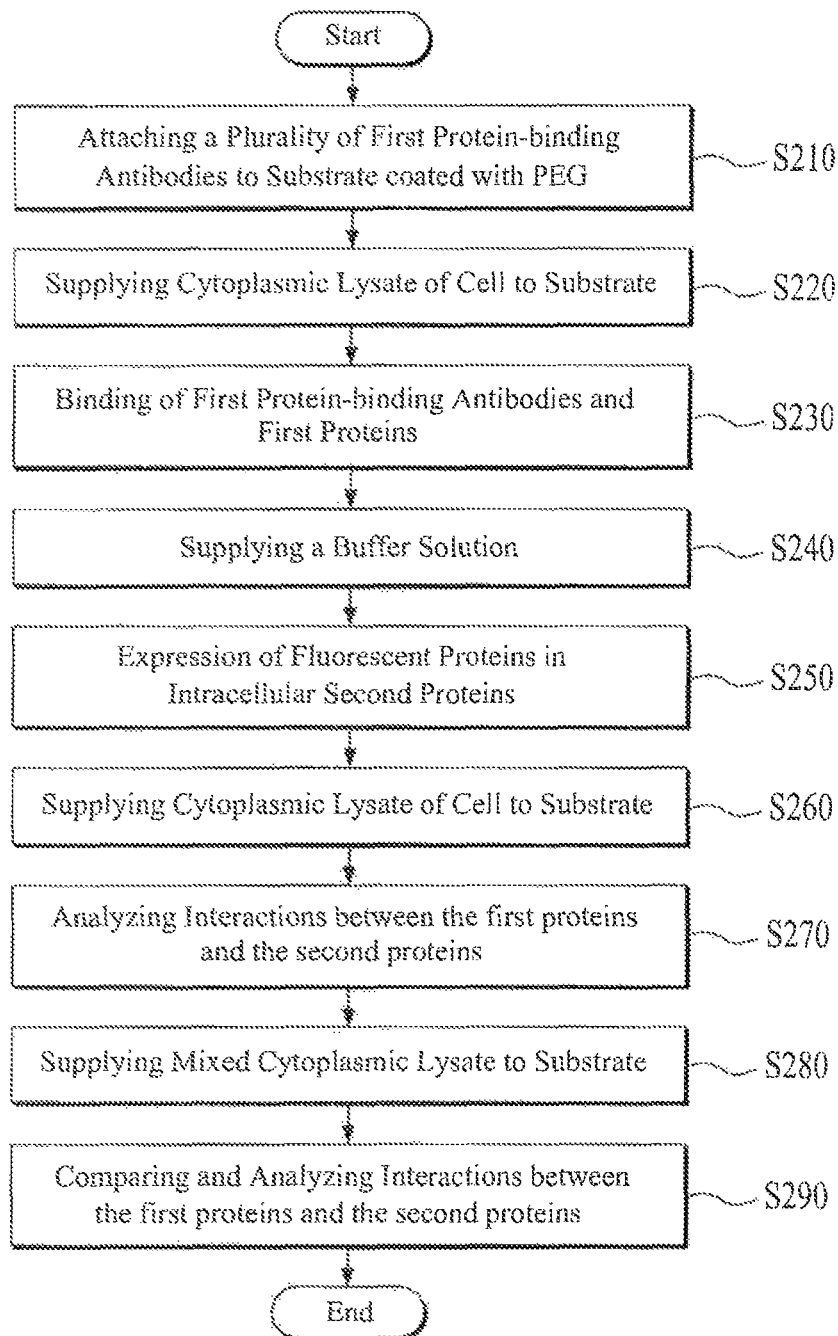 Start
Attaching a Plurality of First Protein-binding
Antibodies to Substrate coated with PEG
S210
Supplying Cytoplasmic Lysate of Cell to Substrate
S220
Binding of First Protein-binding Antibodies and
First Proteins
S230
Supplying a Buffer Solution
S240
Expression of Fluorescent Proteins in
Intracellular Second Proteins
S250
Supplying Cytoplasmic Lysate of Cell to Substrate
S260
Analyzing Interactions between the first proteins
and the second proteins
S270
Supplying Mixed Cytoplasmic Lysate to Substrate
S280
Comparing and Analyzing Interactions between
the first proteins and the second proteins
S290
End